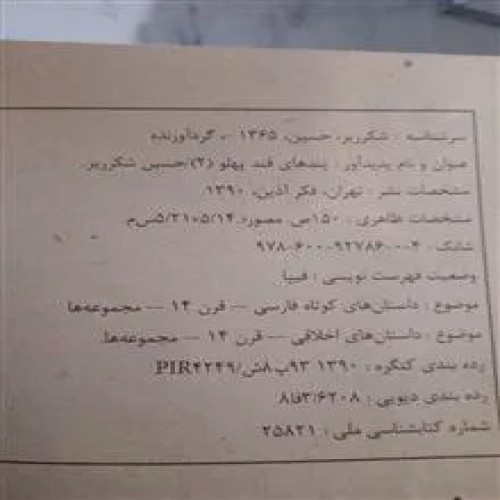 سرشناسه : شکرریز، حسین، ۱۳۶۵ -، گردآورنده
عنوان و نام پدیدآور : پندهای قند پهلو (۲)/حسین شکرریز
مشخصات نشر : تهران، فکر آذین، ۱۳۹۰
مشخصات ظاهری : ۱۵۰ص. مصور؛ ۵/۱۴×۵/۲۱س‌م
شابک : ۹۷۸-۶۰۰-۹۲۷۸۶-۰-۴
وضعیت فهرست نویسی : فیپا
موضوع : داستان‌های کوتاه فارسی -- قرن ۱۴ -- مجموعه‌ها
موضوع : داستان‌های اخلاقی -- قرن ۱۴ -- مجموعه‌ها
رده بندی کنگره : ۱۳۹۰ ۹۳پ۸ش/PIR۴۲۴۹
رده بندی دیویی : ۸فا۳/۶۲۰۸
شماره کتابشناسی ملی : ۲۵۸۲۱